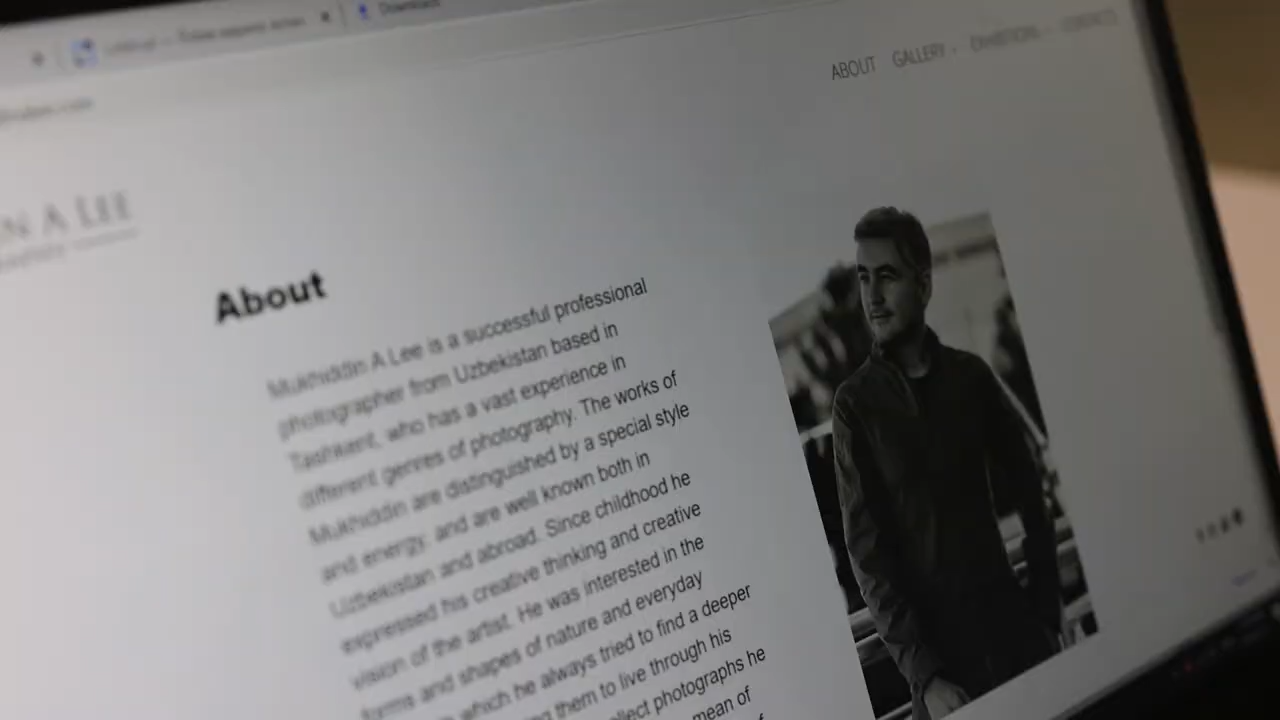 Downloads
ABOUT GALLERY EXHIBITION CONTACT
N A LEE
About
Mukhiddin A Lee is a successful professional
photographer from Uzbekistan based in
Tashkent, who has a vast experience in
different genres of photography. The works of
Mukhiddin are distinguished by a special style
and energy, and are well known both in
Uzbekistan and abroad. Since childhood he
expressed his creative thinking and creative
vision of the artist. He was interested in the
forms and shapes of nature and everyday
which he always tried to find a deeper
them to live through his
photographs he
mean of